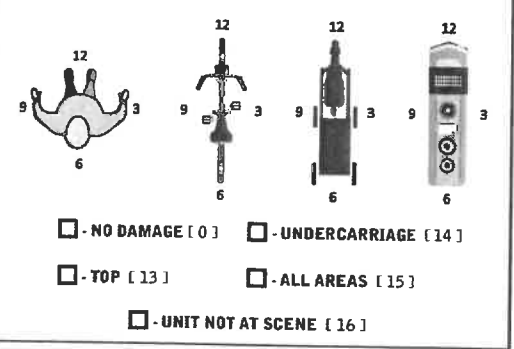 12 12 12 12
9 3 9 3 9 3 9 3
6 6 6 6
- NO DAMAGE [ 0 ] - UNDERCARRIAGE [ 14 ]
- TOP [ 13 ] - ALL AREAS [ 15 ]
- UNIT NOT AT SCENE [ 16 ]